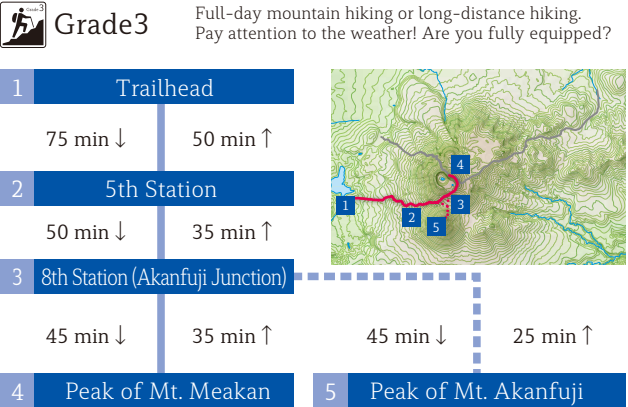 Grade 3
Grade3
Full-day mountain hiking or long-distance hiking.
Pay attention to the weather! Are you fully equipped?
1 Trailhead
75 min ↓ 50 min ↑
2 5th Station
50 min ↓ 35 min ↑
3 8th Station (Akanfuji Junction)
45 min ↓ 35 min ↑ 45 min ↓ 25 min ↑
4 Peak of Mt. Meakan 5 Peak of Mt. Akanfuji
4
1 3
2
5